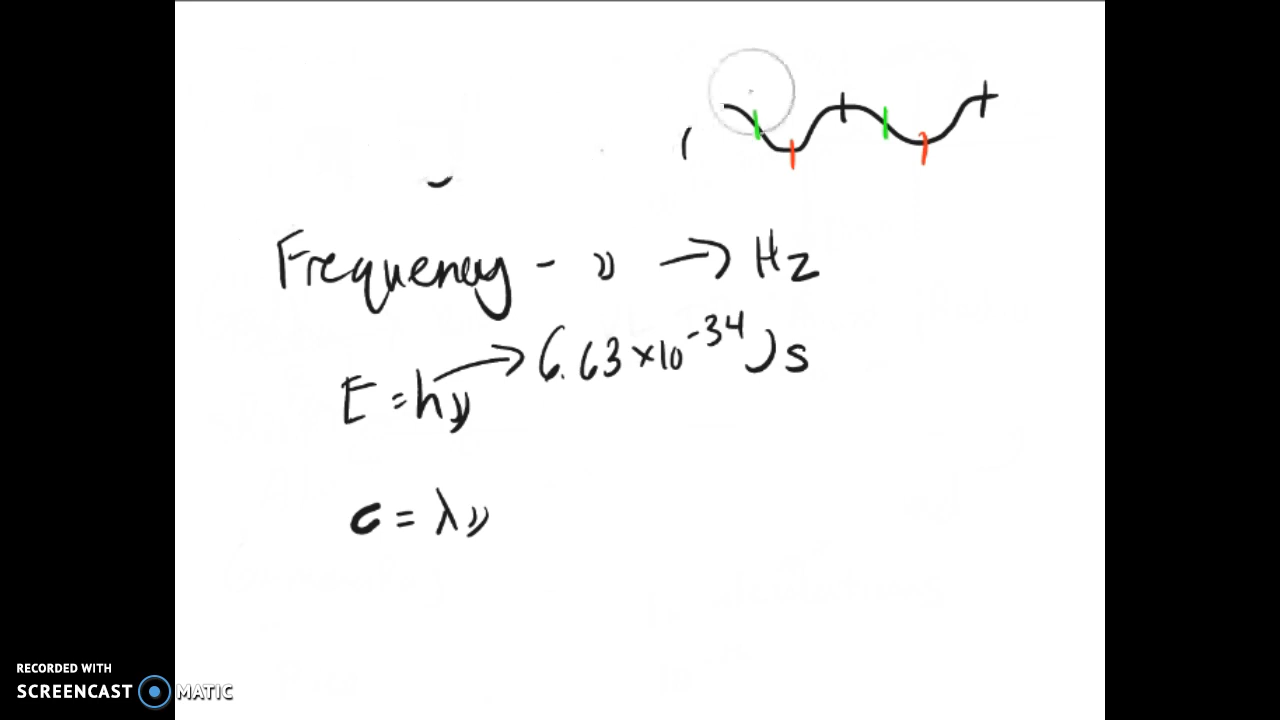 Frequency - ν → Hz
E = hν → 6.63 × 10⁻³⁴ Js
c = λν
RECORDED WITH
SCREENCAST MATIC